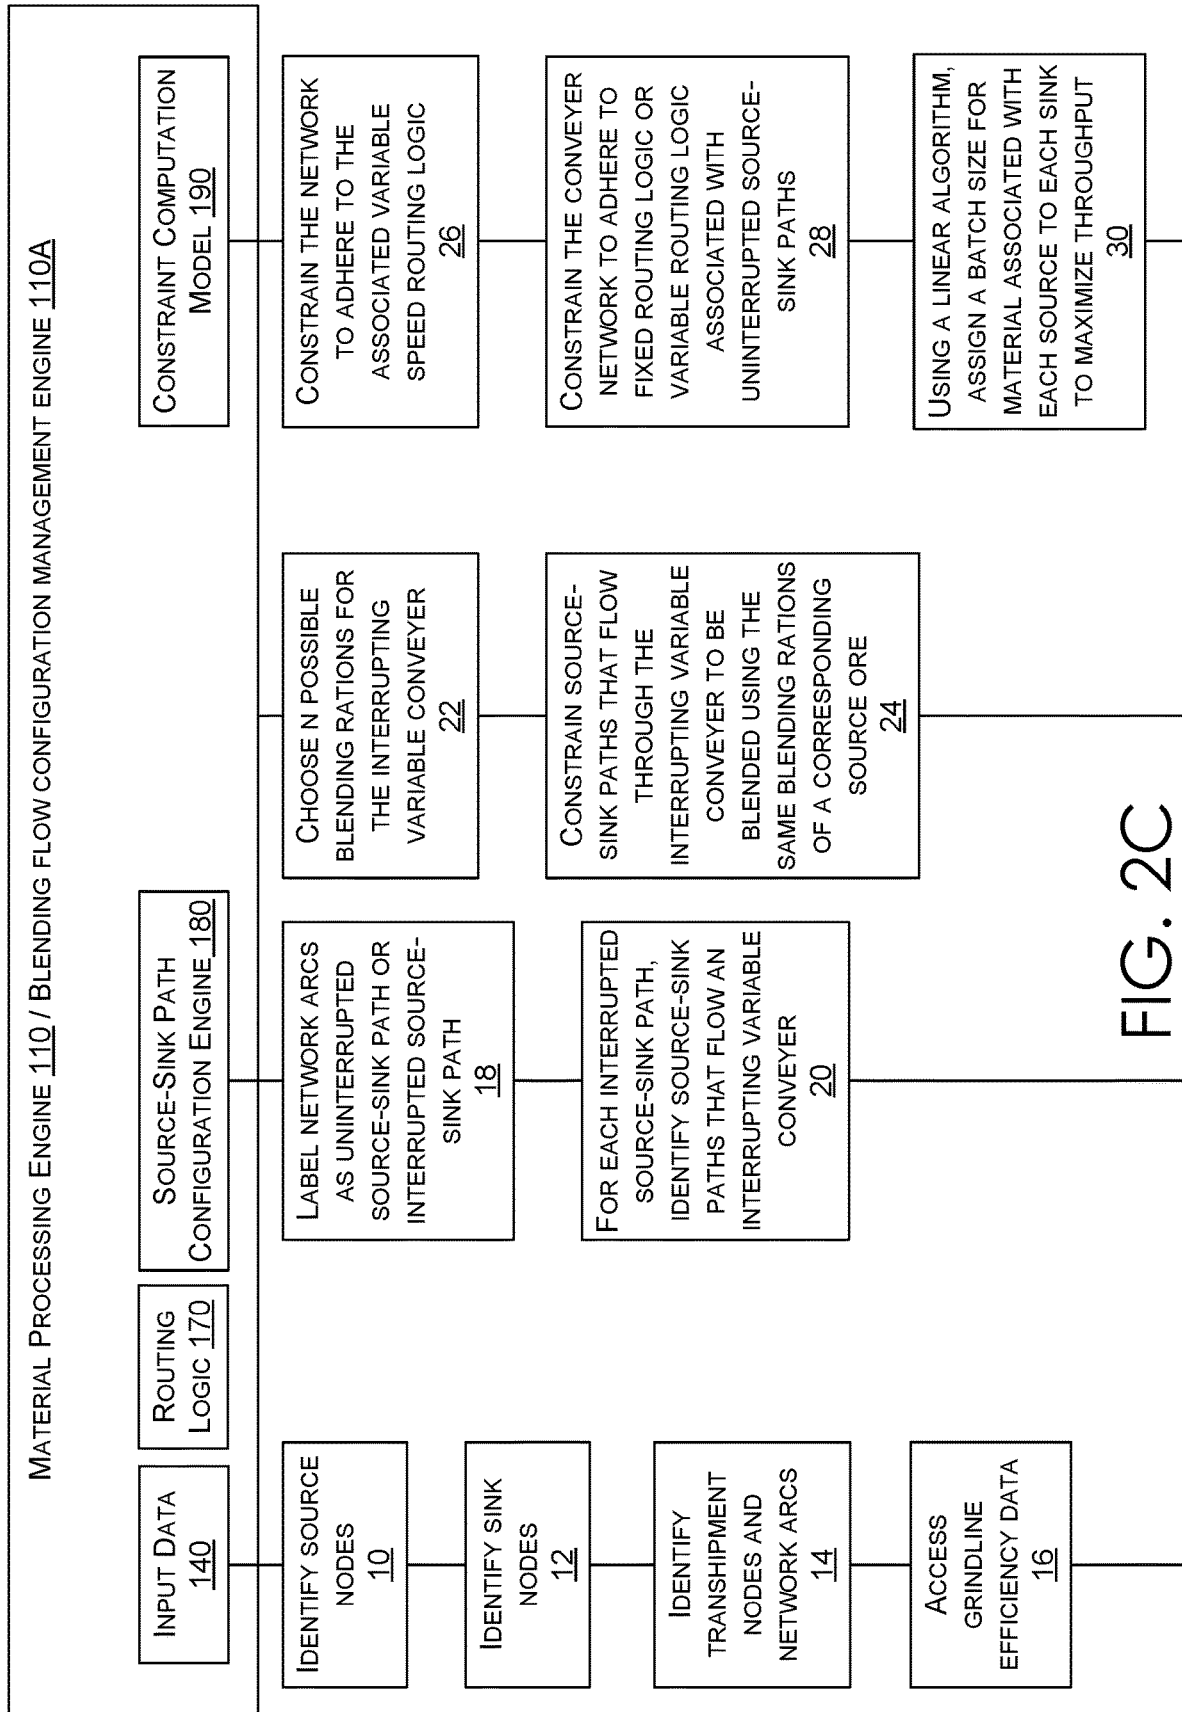 MATERIAL PROCESSING ENGINE 110 / BLENDING FLOW CONFIGURATION MANAGEMENT ENGINE 110A
INPUT DATA
140
ROUTING
LOGIC 170
SOURCE-SINK PATH
CONFIGURATION ENGINE 180
CONSTRAINT COMPUTATION
MODEL 190
IDENTIFY SOURCE
NODES
10
IDENTIFY SINK
NODES
12
IDENTIFY
TRANSHIPMENT
NODES AND
NETWORK ARCS
14
ACCESS
GRINDLINE
EFFICIENCY DATA
16
LABEL NETWORK ARCS
AS UNINTERRUPTED
SOURCE-SINK PATH OR
INTERRUPTED SOURCE-
SINK PATH
18
FOR EACH INTERRUPTED
SOURCE-SINK PATH,
IDENTIFY SOURCE-SINK
PATHS THAT FLOW AN
INTERRUPTING VARIABLE
CONVEYER
20
CHOOSE N POSSIBLE
BLENDING RATIONS FOR
THE INTERRUPTING
VARIABLE CONVEYER
22
CONSTRAIN SOURCE-
SINK PATHS THAT FLOW
THROUGH THE
INTERRUPTING VARIABLE
CONVEYER TO BE
BLENDED USING THE
SAME BLENDING RATIONS
OF A CORRESPONDING
SOURCE ORE
24
CONSTRAIN THE NETWORK
TO ADHERE TO THE
ASSOCIATED VARIABLE
SPEED ROUTING LOGIC
26
CONSTRAIN THE CONVEYER
NETWORK TO ADHERE TO
FIXED ROUTING LOGIC OR
VARIABLE ROUTING LOGIC
ASSOCIATED WITH
UNINTERRUPTED SOURCE-
SINK PATHS
28
USING A LINEAR ALGORITHM,
ASSIGN A BATCH SIZE FOR
MATERIAL ASSOCIATED WITH
EACH SOURCE TO EACH SINK
TO MAXIMIZE THROUGHPUT
30
FIG. 2C